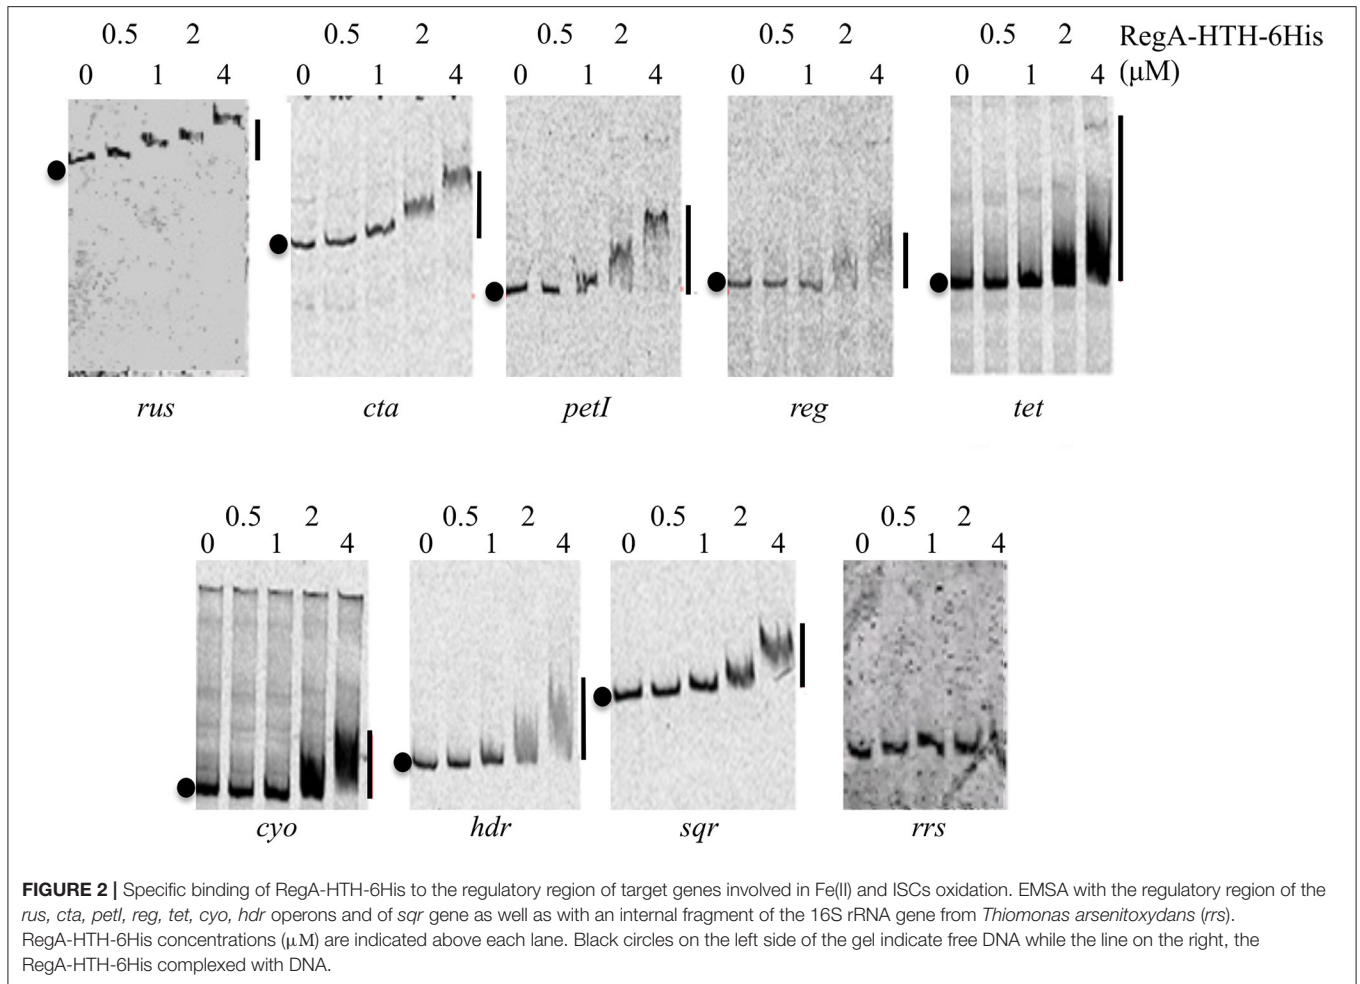 0.5 2 0.5 2 0.5 2 0.5 2 0.5 2 RegA-HTH-6His
0 1 4 0 1 4 0 1 4 0 1 4 0 1 4 (μM)
rus cta petI reg tet
0.5 2 0.5 2 0.5 2 0.5 2
0 1 4 0 1 4 0 1 4 0 1 4
cyo hdr sqr rrs
FIGURE 2 | Specific binding of RegA-HTH-6His to the regulatory region of target genes involved in Fe(II) and ISCs oxidation. EMSA with the regulatory region of the
rus, cta, petI, reg, tet, cyo, hdr operons and of sqr gene as well as with an internal fragment of the 16S rRNA gene from Thiomonas arsenitoxydans (rrs).
RegA-HTH-6His concentrations (μM) are indicated above each lane. Black circles on the left side of the gel indicate free DNA while the line on the right, the
RegA-HTH-6His complexed with DNA.